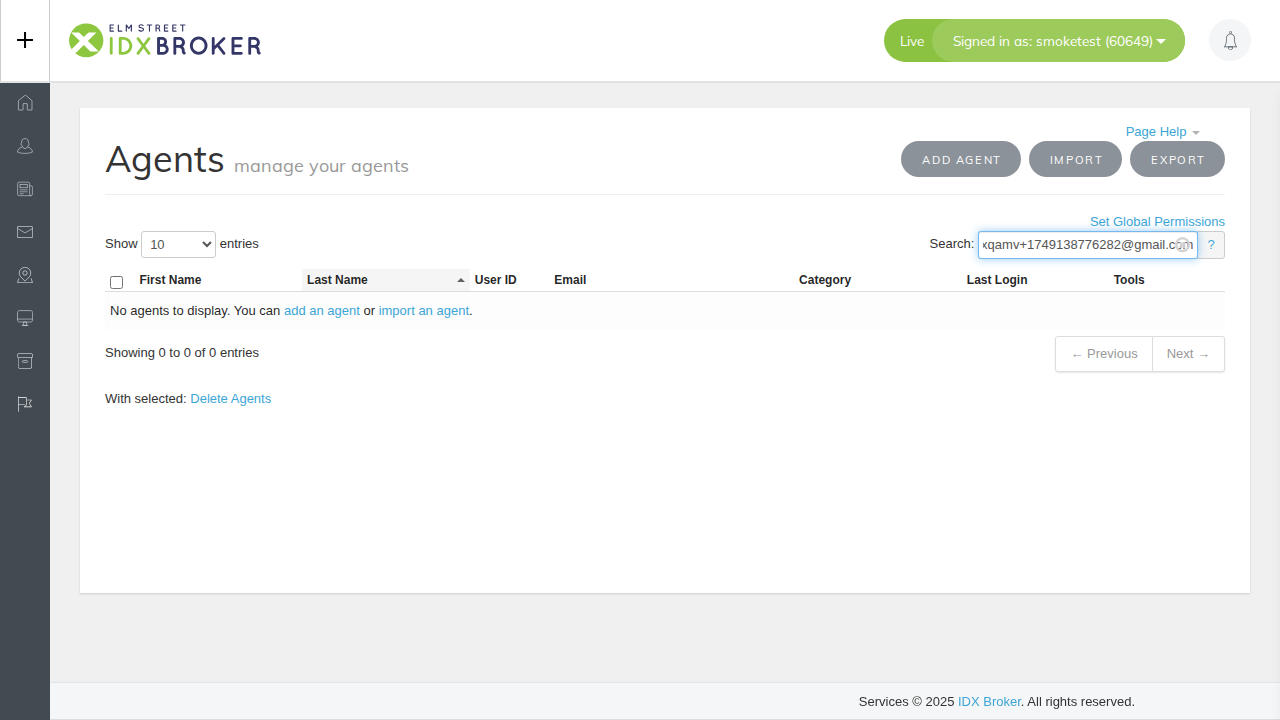 +
ELM STREET
IDXBROKER
Live
Signed in as: smoketest (60649)
Page Help
Agents manage your agents
ADD AGENT
IMPORT
EXPORT
Set Global Permissions
Show 10 entries
Search: xqamv+1749138776282@gmail.com ?
First Name Last Name User ID Email Category Last Login Tools
No agents to display. You can add an agent or import an agent.
Showing 0 to 0 of 0 entries
← Previous Next →
With selected: Delete Agents
Services © 2025 IDX Broker. All rights reserved.